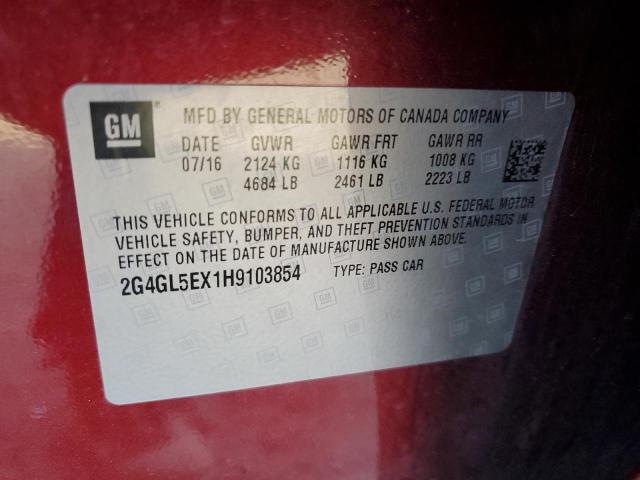 GM
MFD BY GENERAL MOTORS OF CANADA COMPANY
DATE GVWR GAWR FRT GAWR RR
07/16 2124 KG 1116 KG 1008 KG
4684 LB 2461 LB 2223 LB
THIS VEHICLE CONFORMS TO ALL APPLICABLE U.S. FEDERAL MOTOR
VEHICLE SAFETY, BUMPER, AND THEFT PREVENTION STANDARDS IN
EFFECT ON THE DATE OF MANUFACTURE SHOWN ABOVE.
2G4GL5EX1H9103854 TYPE: PASS CAR